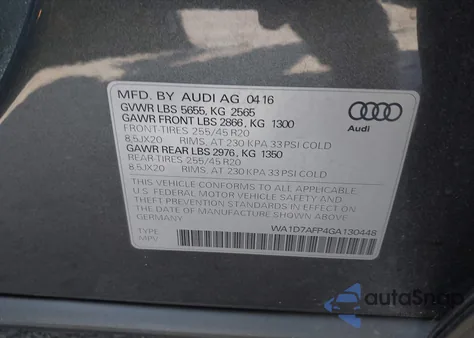 MFD. BY AUDI AG 04 16
GVWR LBS 5655, KG 2565
GAWR FRONT LBS 2866, KG 1300
FRONT-TIRES 255/45 R20
8.5JX20 RIMS, AT 230 KPA 33 PSI COLD
GAWR REAR LBS 2976, KG 1350
REAR-TIRES 255/45 R20
8.5JX20 RIMS, AT 230 KPA 33 PSI COLD
THIS VEHICLE CONFORMS TO ALL APPLICABLE
U.S. FEDERAL MOTOR VEHICLE SAFETY AND
THEFT PREVENTION STANDARDS IN EFFECT ON
THE DATE OF MANUFACTURE SHOWN ABOVE
GERMANY
WA1D7AFP4GA130448
TYPE
MPV
autoSnap